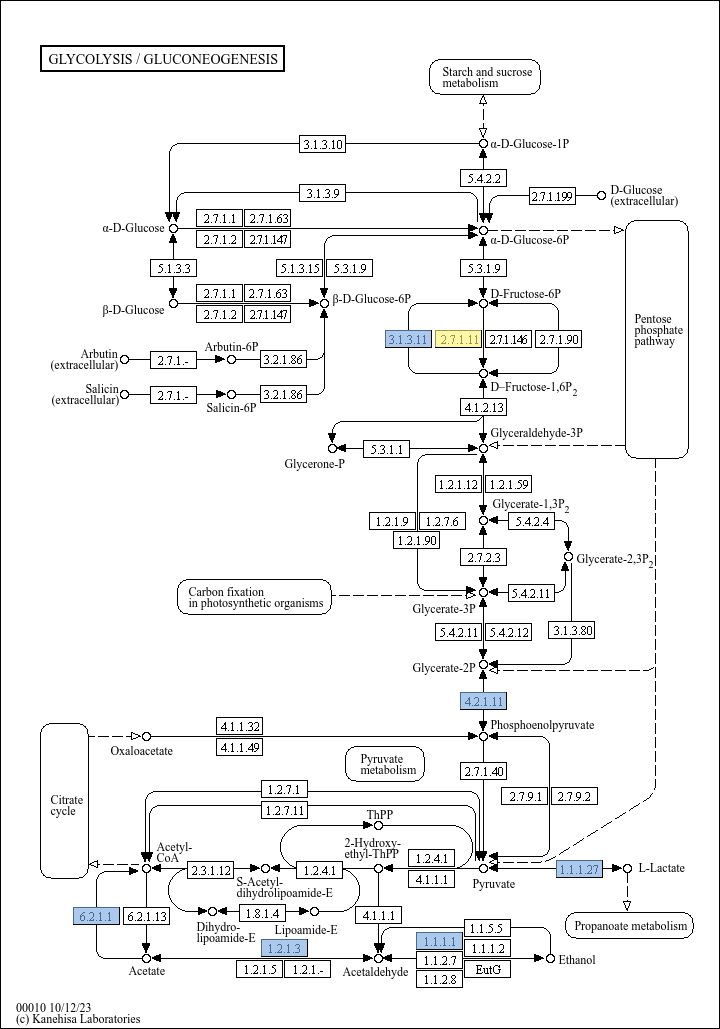 GLYCOLYSIS / GLUCONEOGENESIS
Starch and sucrose
metabolism
3.1.3.10
α-D-Glucose-1P
5.4.2.2
3.1.3.9
2.7.1.199
D-Glucose
(extracellular)
2.7.1.1
2.7.1.63
α-D-Glucose
2.7.1.2
2.7.1.147
α-D-Glucose-6P
5.1.3.3
5.1.3.15
5.3.1.9
5.3.1.9
2.7.1.1
2.7.1.63
D-Fructose-6P
β-D-Glucose
β-D-Glucose-6P
2.7.1.2
2.7.1.147
Pentose
phosphate
pathway
3.1.3.11
2.7.1.11
2.7.1.146
2.7.1.90
Arbutin-6P
Arbutin
(extracellular)
2.7.1.-
3.2.1.86
D–Fructose-1,6P2
Salicin
(extracellular)
2.7.1.-
3.2.1.86
Salicin-6P
4.1.2.13
Glyceraldehyde-3P
5.3.1.1
Glycerone-P
1.2.1.12
1.2.1.59
Glycerate-1,3P2
1.2.1.9
1.2.7.6
5.4.2.4
1.2.1.90
2.7.2.3
Glycerate-2,3P2
Carbon fixation
in photosynthetic organisms
5.4.2.11
Glycerate-3P
5.4.2.11
5.4.2.12
3.1.3.80
Glycerate-2P
4.2.1.11
4.1.1.32
Phosphoenolpyruvate
Oxaloacetate
4.1.1.49
Pyruvate
metabolism
2.7.1.40
Citrate
cycle
1.2.7.1
2.7.9.1
2.7.9.2
1.2.7.11
ThPP
Acetyl-
CoA
2-Hydroxy-
ethyl-ThPP
1.2.4.1
2.3.1.12
1.2.4.1
4.1.1.1
1.1.1.27
L-Lactate
S-Acetyl-
dihydrolipoamide-E
Pyruvate
6.2.1.1
6.2.1.13
1.8.1.4
4.1.1.1
Dihydro-
lipoamide-E
Lipoamide-E
Propanoate metabolism
1.1.5.5
1.2.1.3
1.1.1.1
1.1.1.2
1.1.2.7
Ethanol
Acetate
1.2.1.5
1.2.1.-
Acetaldehyde
EutG
1.1.2.8
00010 10/12/23
(c) Kanehisa Laboratories